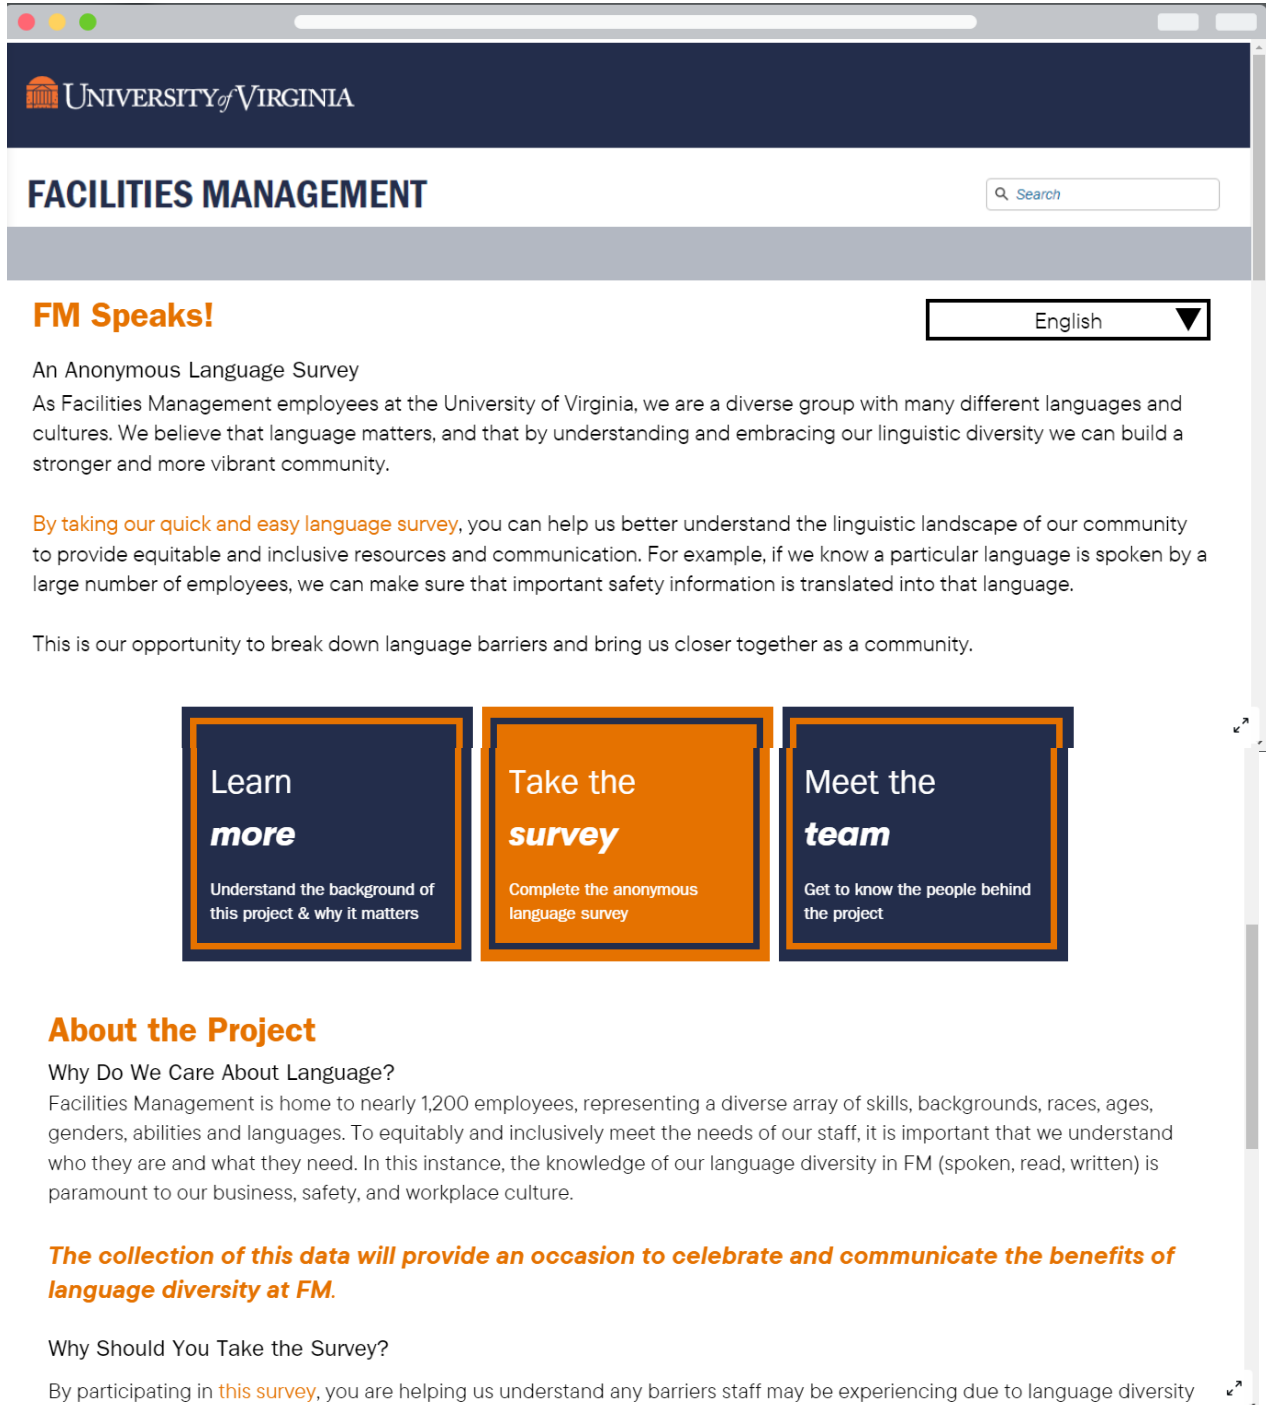 UNIVERSITY of VIRGINIA
FACILITIES MANAGEMENT
Search
FM Speaks!
English
An Anonymous Language Survey
As Facilities Management employees at the University of Virginia, we are a diverse group with many different languages and
cultures. We believe that language matters, and that by understanding and embracing our linguistic diversity we can build a
stronger and more vibrant community.
By taking our quick and easy language survey, you can help us better understand the linguistic landscape of our community
to provide equitable and inclusive resources and communication. For example, if we know a particular language is spoken by a
large number of employees, we can make sure that important safety information is translated into that language.
This is our opportunity to break down language barriers and bring us closer together as a community.
Learn
more
Understand the background of
this project & why it matters
Take the
survey
Complete the anonymous
language survey
Meet the
team
Get to know the people behind
the project
About the Project
Why Do We Care About Language?
Facilities Management is home to nearly 1,200 employees, representing a diverse array of skills, backgrounds, races, ages,
genders, abilities and languages. To equitably and inclusively meet the needs of our staff, it is important that we understand
who they are and what they need. In this instance, the knowledge of our language diversity in FM (spoken, read, written) is
paramount to our business, safety, and workplace culture.
The collection of this data will provide an occasion to celebrate and communicate the benefits of
language diversity at FM.
Why Should You Take the Survey?
By participating in this survey, you are helping us understand any barriers staff may be experiencing due to language diversity